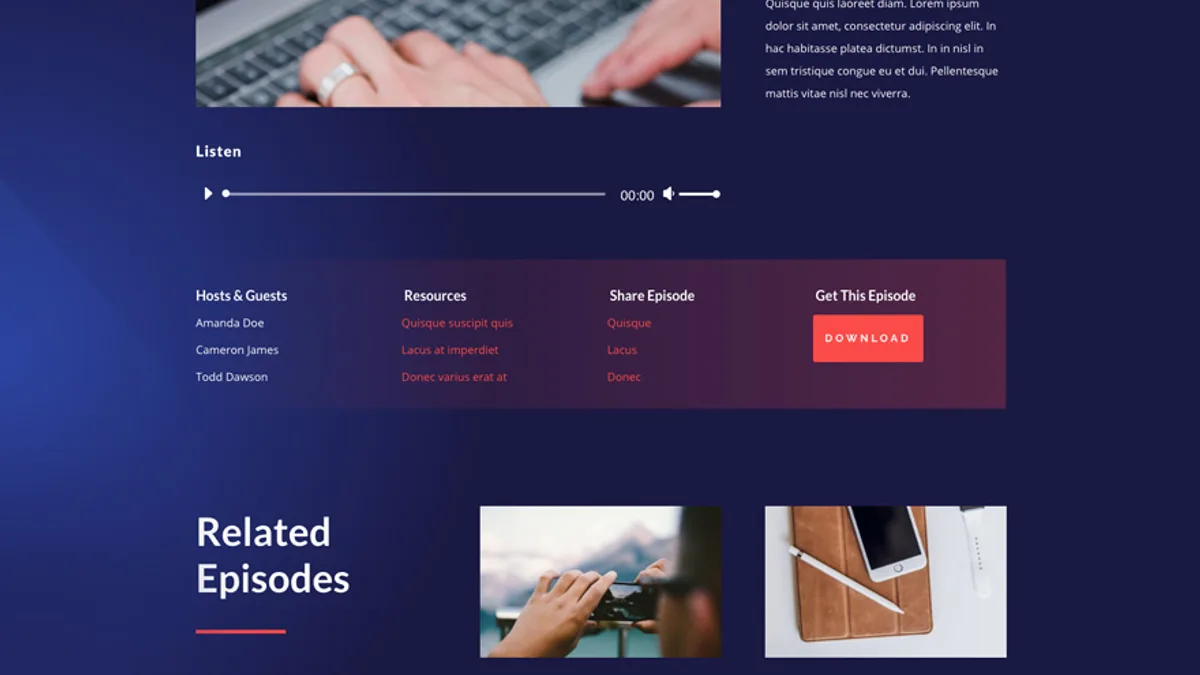 Quisque quis laoreet diam. Lorem ipsum
dolor sit amet, consectetur adipiscing elit. In
hac habitasse platea dictumst. In in nisl in
sem tristique congue eu et dui. Pellentesque
mattis vitae nisl nec viverra.
Listen
00:00
Hosts & Guests
Amanda Doe
Cameron James
Todd Dawson
Resources
Quisque suscipit quis
Lacus at imperdiet
Donec varius erat at
Share Episode
Quisque
Lacus
Donec
Get This Episode
DOWNLOAD
Related
Episodes